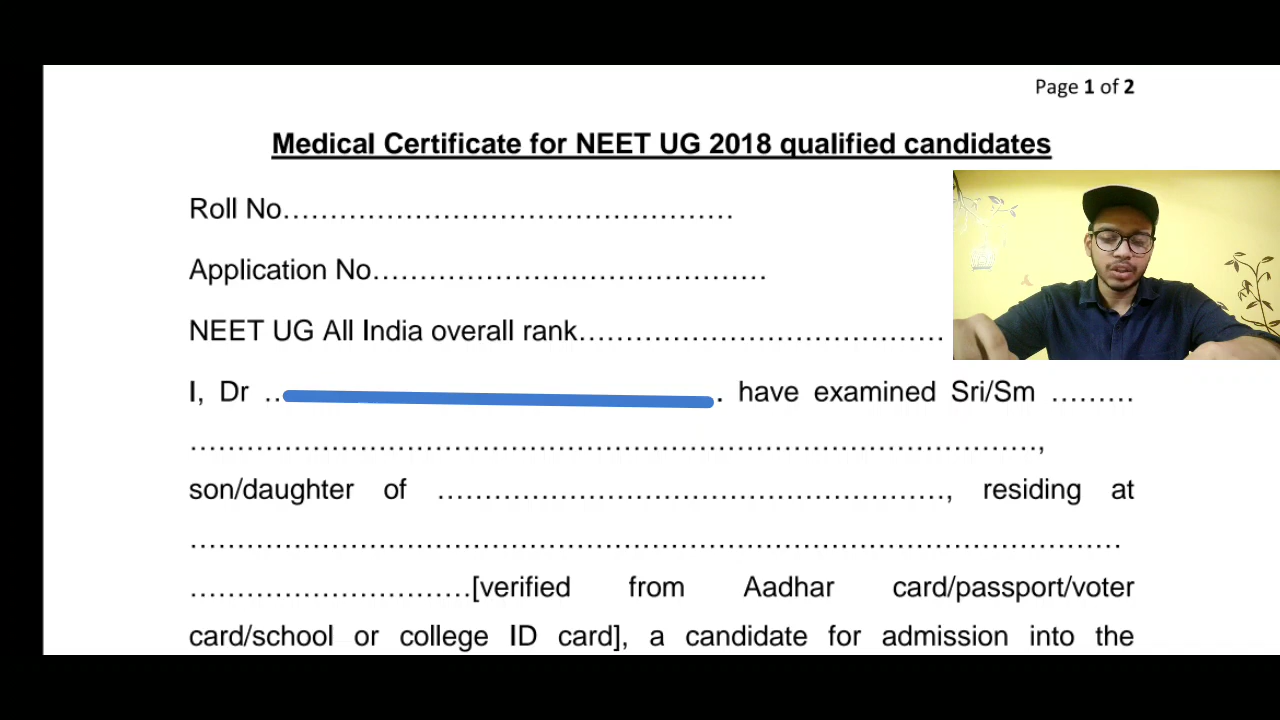 Page 1 of 2
Medical Certificate for NEET UG 2018 qualified candidates
Roll No................................................
Application No..........................................
NEET UG All India overall rank.......................................
I, Dr .. . have examined Sri/Sm .........
...........................................................................................,
son/daughter of ......................................................, residing at
....................................................................................................
..............................[verified from Aadhar card/passport/voter
card/school or college ID card], a candidate for admission into the